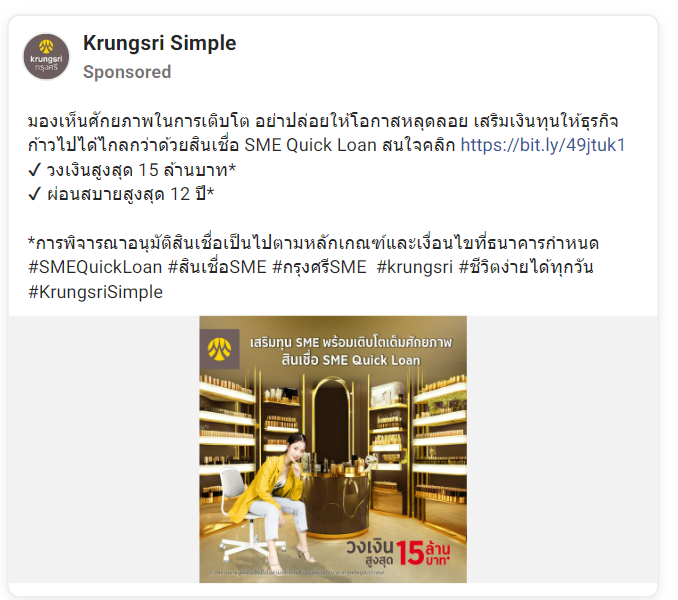 Krungsri Simple
Sponsored
krungsri
กรุงศรี
มองเห็นศักยภาพในการเติบโต อย่าปล่อยให้โอกาสหลุดลอย เสริมเงินทุนให้ธุรกิจ
ก้าวไปได้ไกลกว่าด้วยสินเชื่อ SME Quick Loan สนใจคลิก https://bit.ly/49jtuk1
✓ วงเงินสูงสุด 15 ล้านบาท*
✓ ผ่อนสบายสูงสุด 12 ปี*
*การพิจารณาอนุมัติสินเชื่อเป็นไปตามหลักเกณฑ์และเงื่อนไขที่ธนาคารกำหนด
#SMEQuickLoan #สินเชื่อSME #กรุงศรีSME #krungsri #ชีวิตง่ายได้ทุกวัน
#KrungsriSimple
เสริมทุน SME พร้อมเติบโตเต็มศักยภาพ
สินเชื่อ SME Quick Loan
วงเงินสูงสุด 15 ล้านบาท*